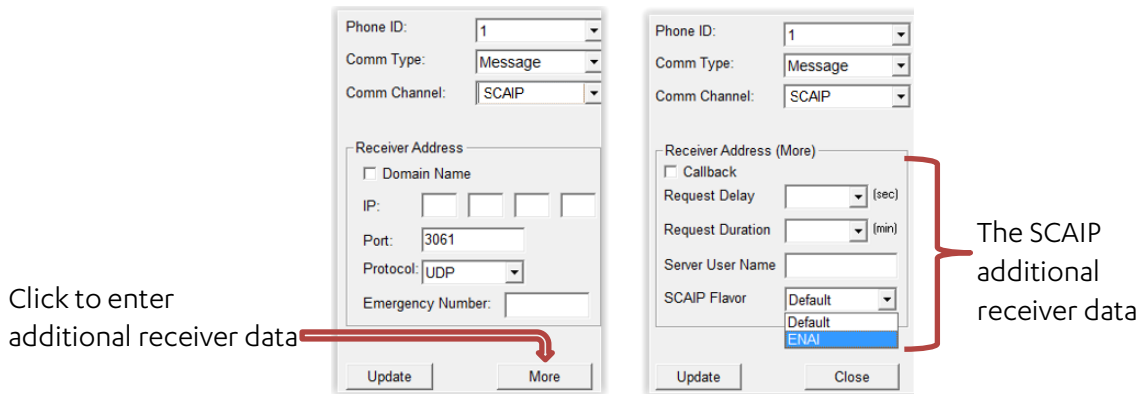 Phone ID: 1
Comm Type: Message
Comm Channel: SCAIP
Receiver Address
Domain Name
IP:
Port: 3061
Protocol: UDP
Emergency Number:
Update More
Click to enter
additional receiver data
Phone ID: 1
Comm Type: Message
Comm Channel: SCAIP
Receiver Address (More)
Callback
Request Delay (sec)
Request Duration (min)
Server User Name
SCAIP Flavor Default
Default
ENAI
Update Close
The SCAIP
additional
receiver data